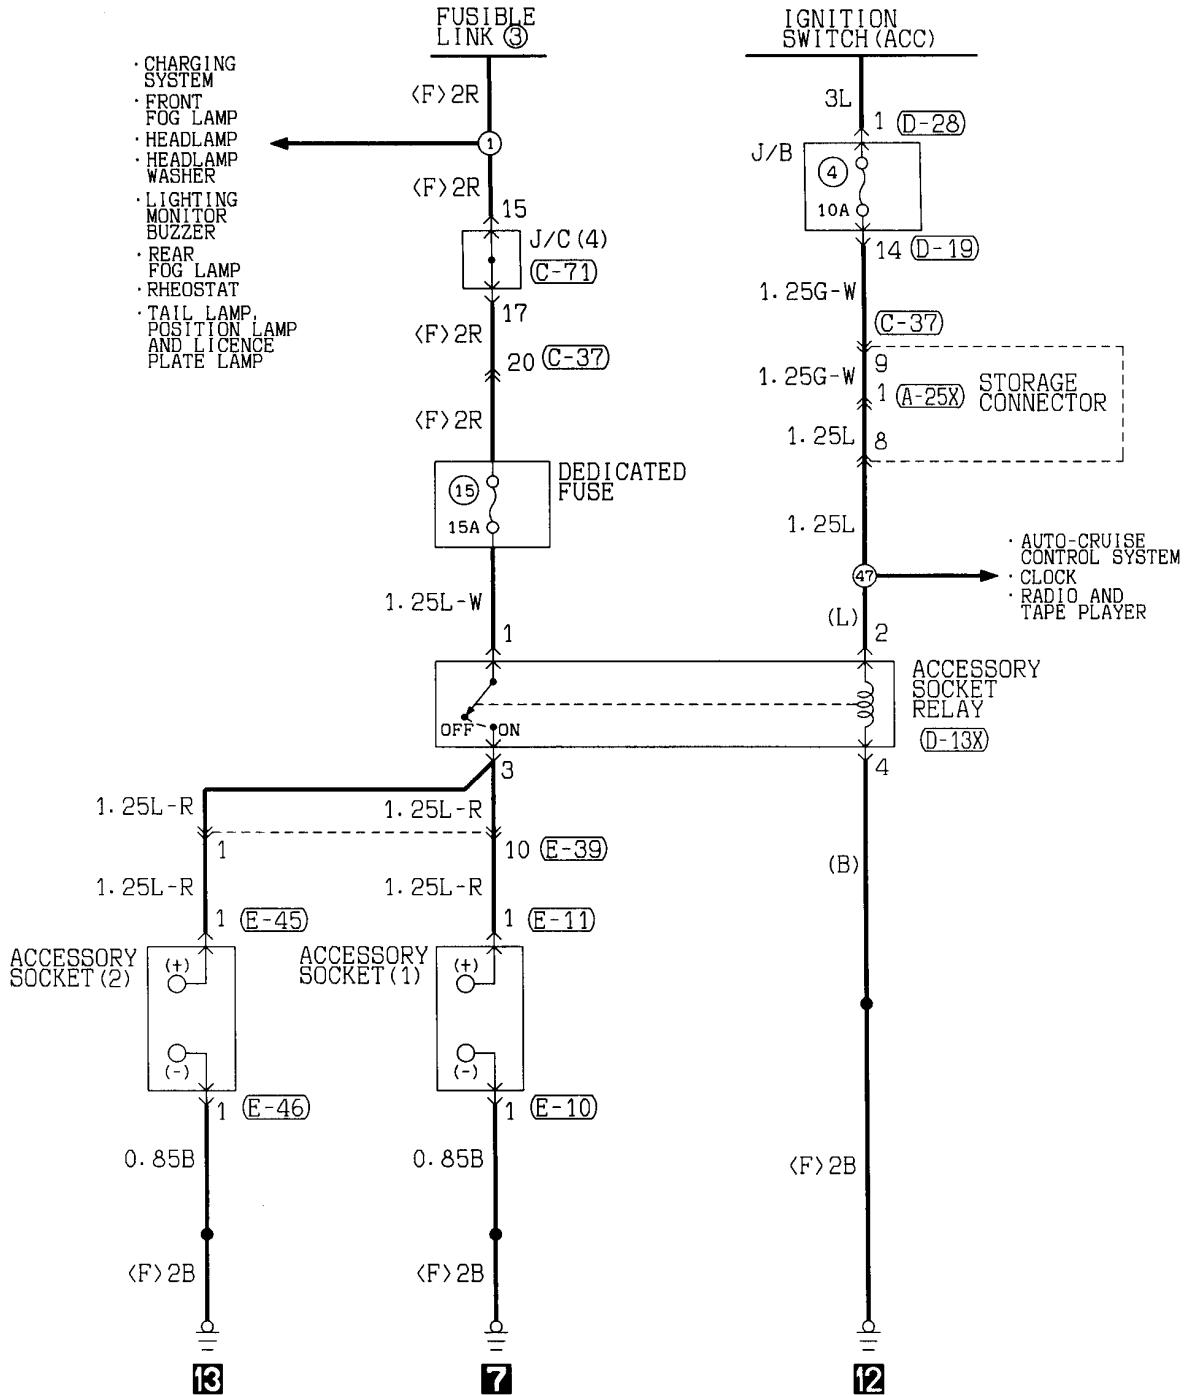 FUSIBLE
LINK ③
IGNITION
SWITCH(ACC)
· CHARGING
SYSTEM
· FRONT
FOG LAMP
· HEADLAMP
· HEADLAMP
WASHER
· LIGHTING
MONITOR
BUZZER
· REAR
FOG LAMP
· RHEOSTAT
· TAIL LAMP,
POSITION LAMP
AND LICENCE
PLATE LAMP
<F>2R
1
<F>2R
15
J/C(4)
C-71
17
<F>2R
20 C-37
<F>2R
DEDICATED
FUSE
15
15A
1.25L-W
1
3L
1 D-28
J/B
4
10A
14 D-19
1.25G-W
C-37
9
1.25G-W
1 A-25X
STORAGE
CONNECTOR
1.25L 8
1.25L
47
· AUTO-CRUISE
CONTROL SYSTEM
· CLOCK
· RADIO AND
TAPE PLAYER
(L)
2
OFF ON
ACCESSORY
SOCKET
RELAY
D-13X
3
4
1.25L-R
1.25L-R
1
10 E-39
(B)
1.25L-R
1.25L-R
1 E-45
1 E-11
ACCESSORY
SOCKET(2)
(+)
(-)
ACCESSORY
SOCKET(1)
(+)
(-)
1 E-46
1 E-10
0.85B
0.85B
<F>2B
<F>2B
<F>2B
13
7
12